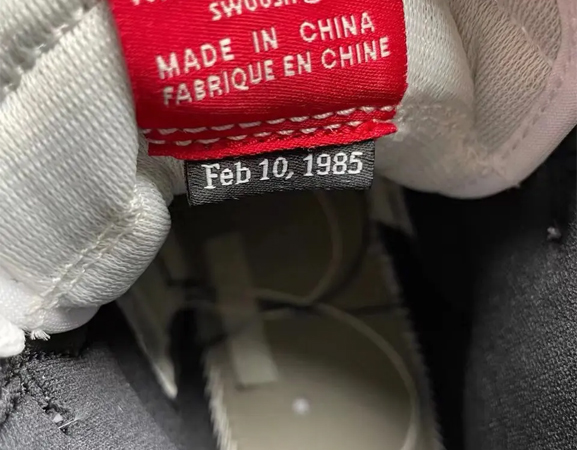 SWOOSH
MADE IN CHINA
FABRIQUE EN CHINE
Feb 10, 1985